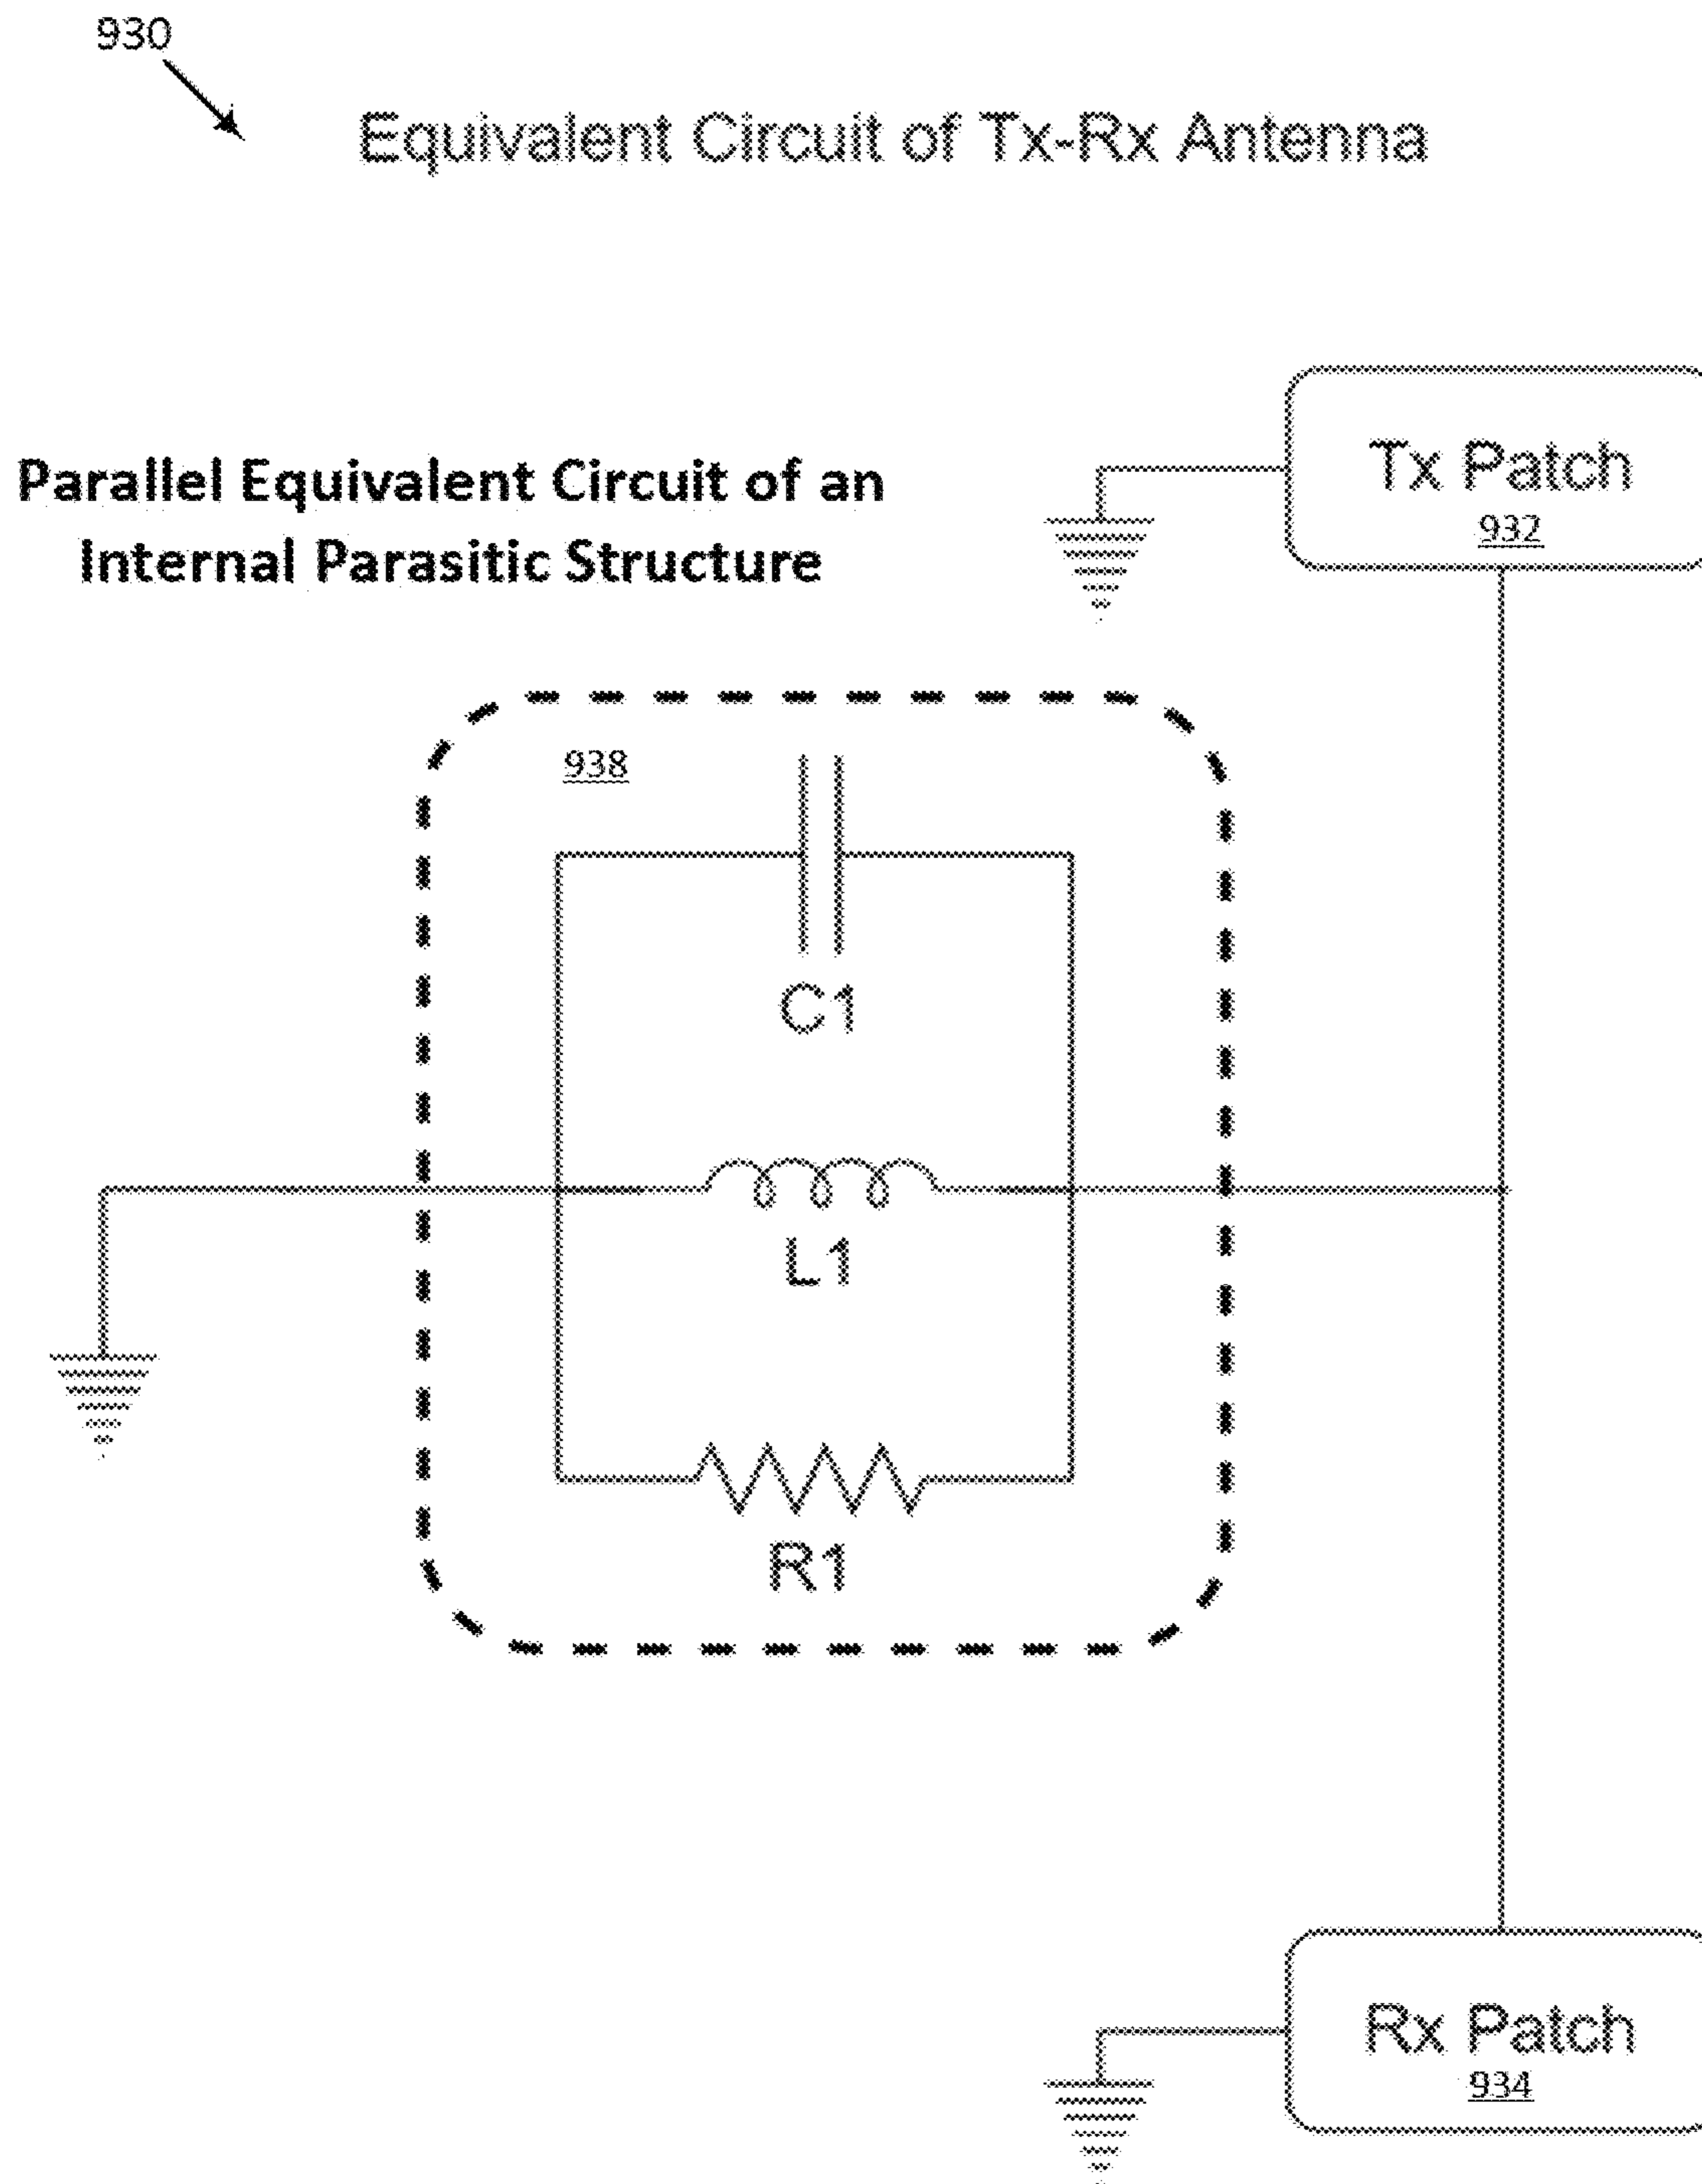 930
Equivalent Circuit of Tx-Rx Antenna
Parallel Equivalent Circuit of an
Internal Parasitic Structure
Tx Patch
932
938
C1
L1
R1
Rx Patch
934